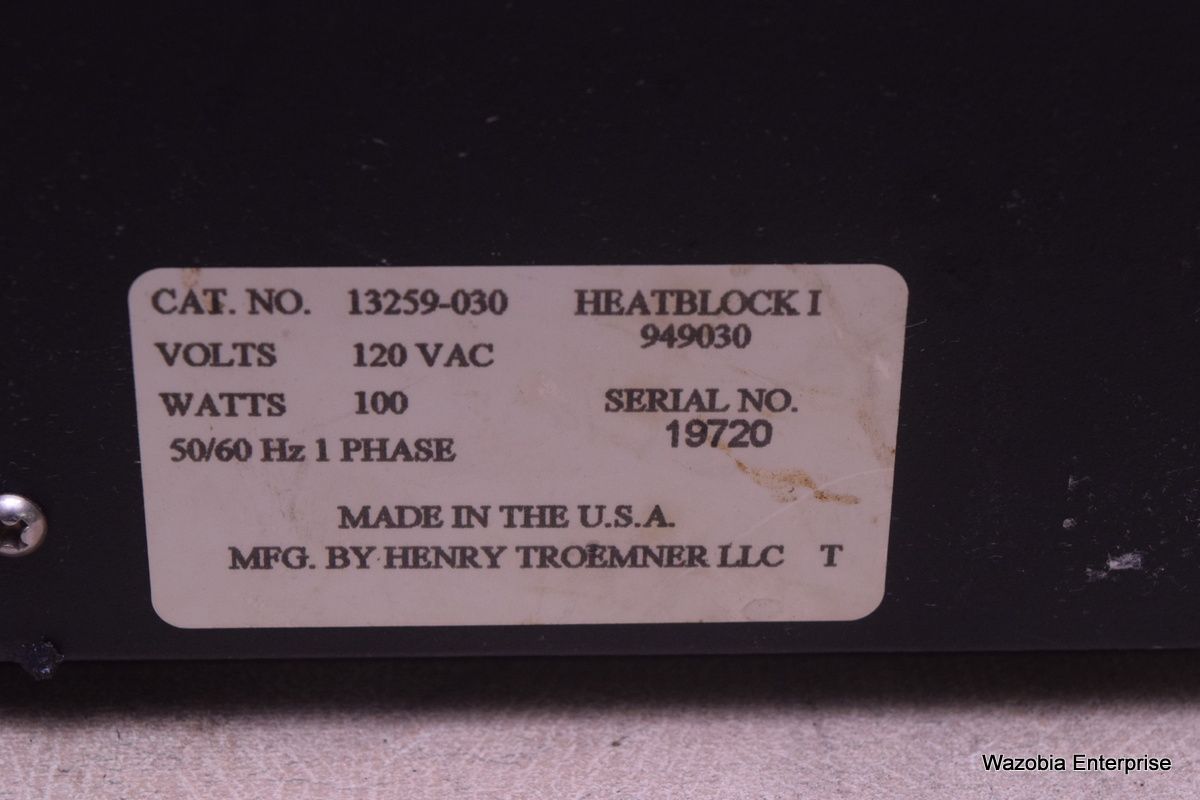 CAT. NO. 13259-030 HEATBLOCK I
949030
VOLTS 120 VAC
WATTS 100 SERIAL NO.
19720
50/60 Hz 1 PHASE
MADE IN THE U.S.A.
MFG. BY HENRY TROEMNER LLC T
Wazobia Enterprise